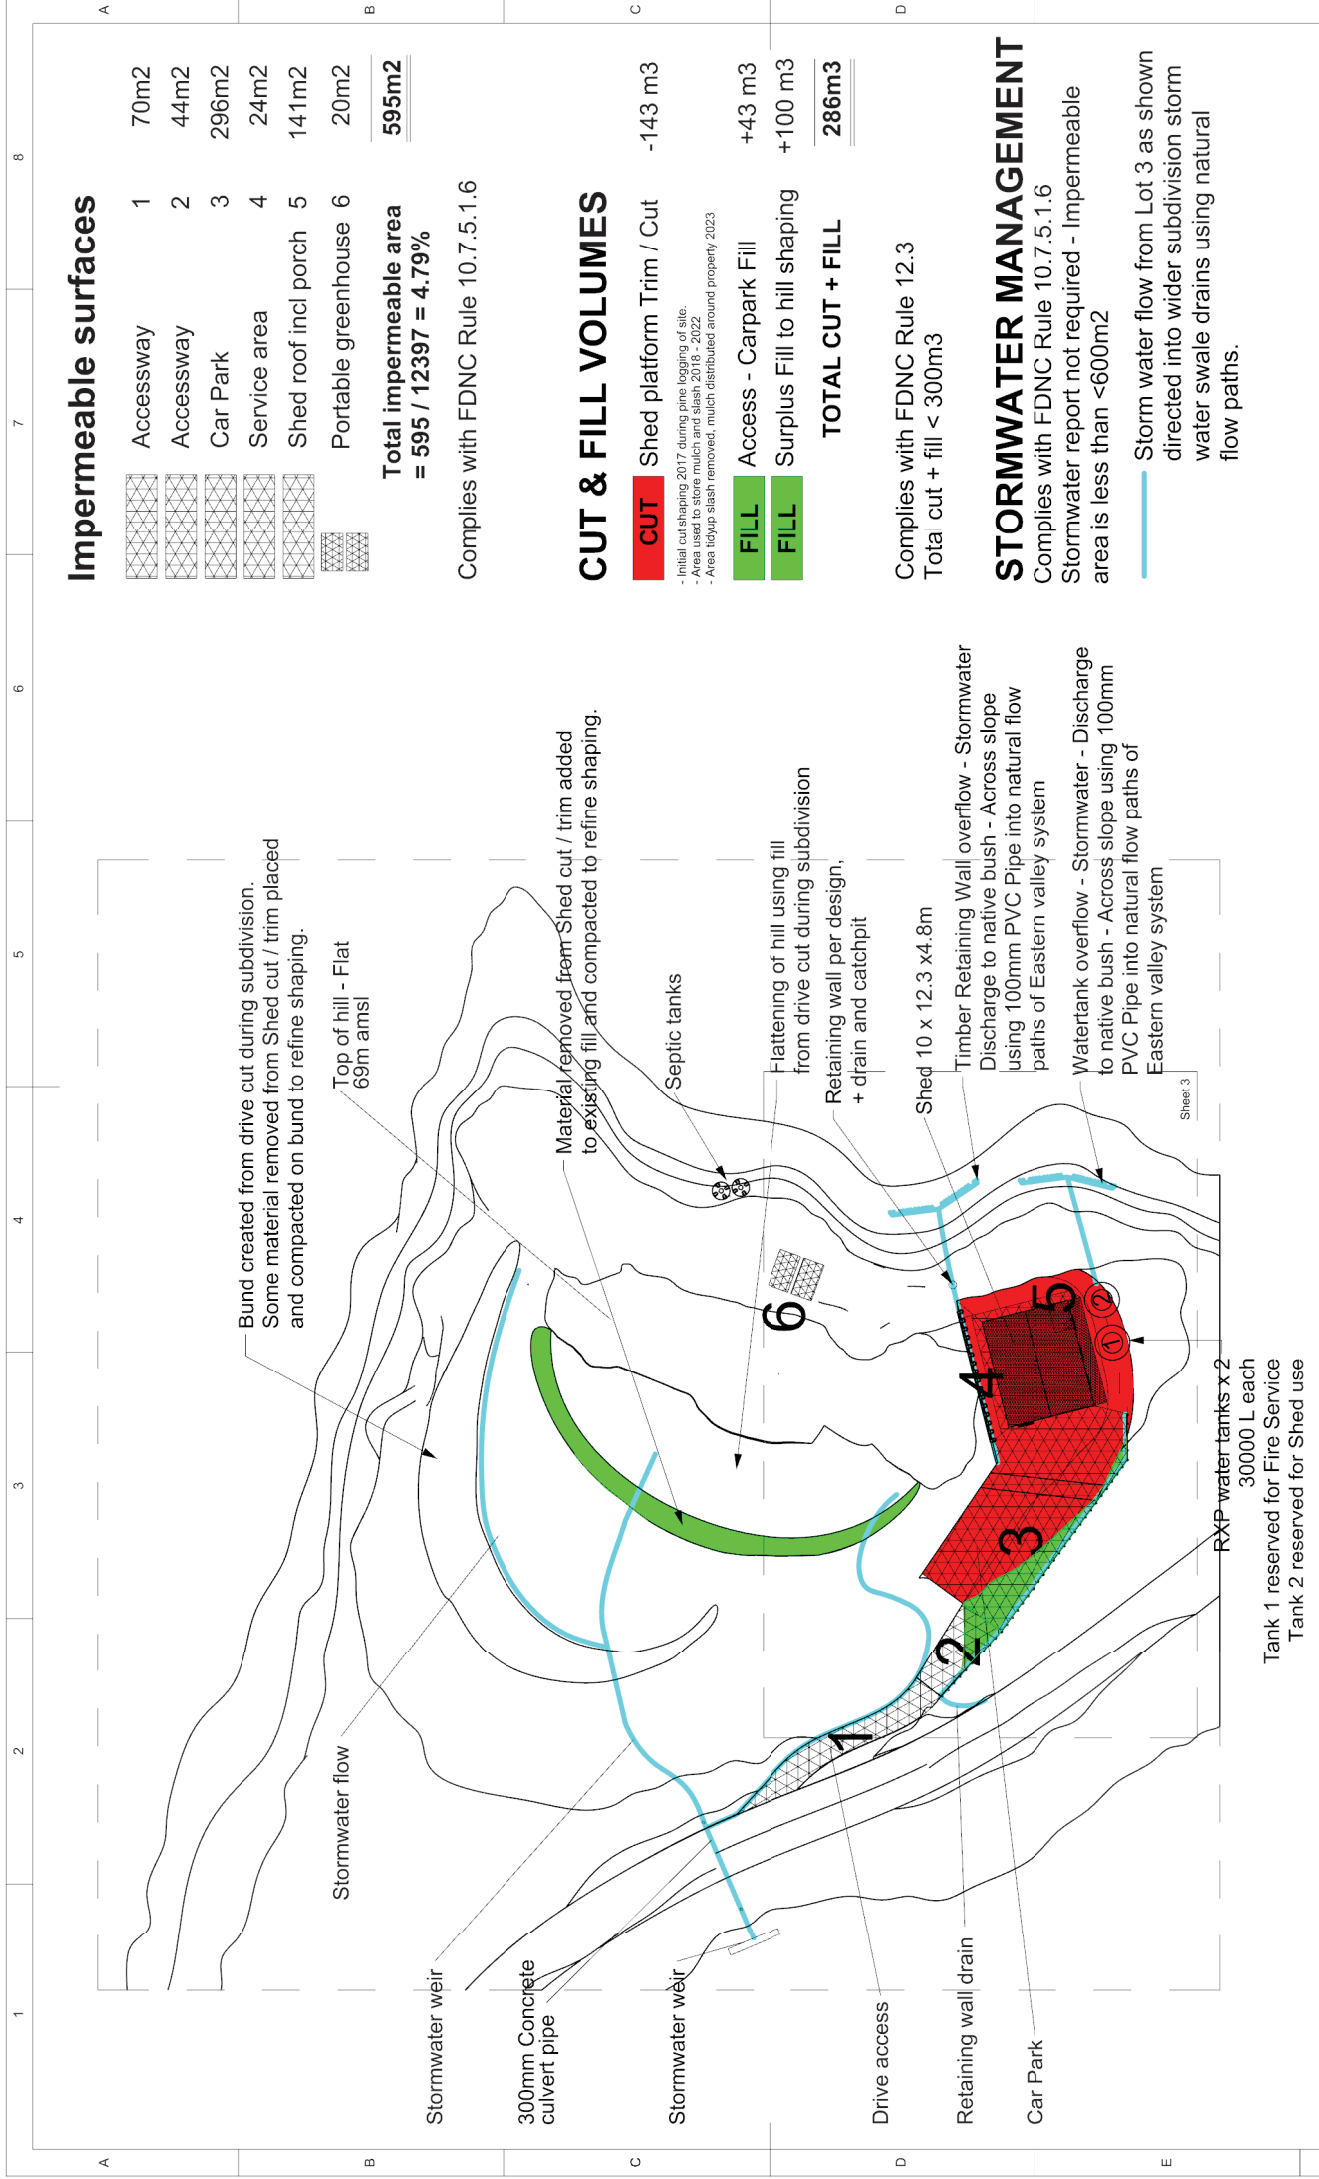 1
2
3
4
5
6
7
8
A
B
C
D
E
A
B
C
D
Impermeable surfaces
Accessway 1 70m2
Accessway 2 44m2
Car Park 3 296m2
Service area 4 24m2
Shed roof incl porch 5 141m2
Portable greenhouse 6 20m2
Total impermeable area
= 595 / 12397 = 4.79%
595m2
Complies with FDNC Rule 10.7.5.1.6
CUT & FILL VOLUMES
CUT Shed platform Trim / Cut -143 m3
- Initial cutshaping 2017 during pine logging of site.
- Area used to store mulch and slash 2018 - 2022
- Area tidyup slash removed, mulch distributed around property 2023
FILL Access - Carpark Fill +43 m3
FILL Surplus Fill to hill shaping +100 m3
TOTAL CUT + FILL 286m3
Complies with FDNC Rule 12.3
Total cut + fill < 300m3
STORMWATER MANAGEMENT
Complies with FDNC Rule 10.7.5.1.6
Stormwater report not required - Impermeable
area is less than <600m2
Storm water flow from Lot 3 as shown
directed into wider subdivision storm
water swale drains using natural
flow paths.
Bund created from drive cut during subdivision.
Some material removed from Shed cut / trim placed
and compacted on bund to refine shaping.
Top of hill - Flat
69m amsl
Material removed from Shed cut / trim added
to existing fill and compacted to refine shaping.
Septic tanks
Flattening of hill using fill
from drive cut during subdivision
Retaining wall per design,
+ drain and catchpit
Shed 10 x 12.3 x4.8m
Timber Retaining Wall overflow - Stormwater
Discharge to native bush - Across slope
using 100mm PVC Pipe into natural flow
paths of Eastern valley system
Watertank overflow - Stormwater - Discharge
to native bush - Across slope using 100mm
PVC Pipe into natural flow paths of
Eastern valley system
Sheet 3
Stormwater flow
Stormwater weir
300mm Concrete
culvert pipe
Stormwater weir
Drive access
Retaining wall drain
Car Park
1
2
3
4
5
6
1
2
RXP water tanks x 2
30000 L each
Tank 1 reserved for Fire Service
Tank 2 reserved for Shed use